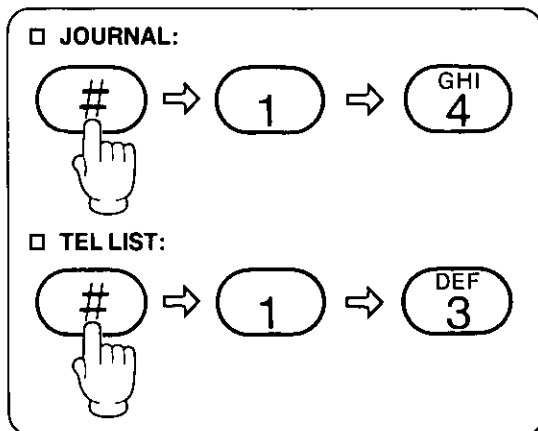 □ JOURNAL:
# ⇨ 1 ⇨ GHI 4
□ TEL LIST:
# ⇨ 1 ⇨ DEF 3